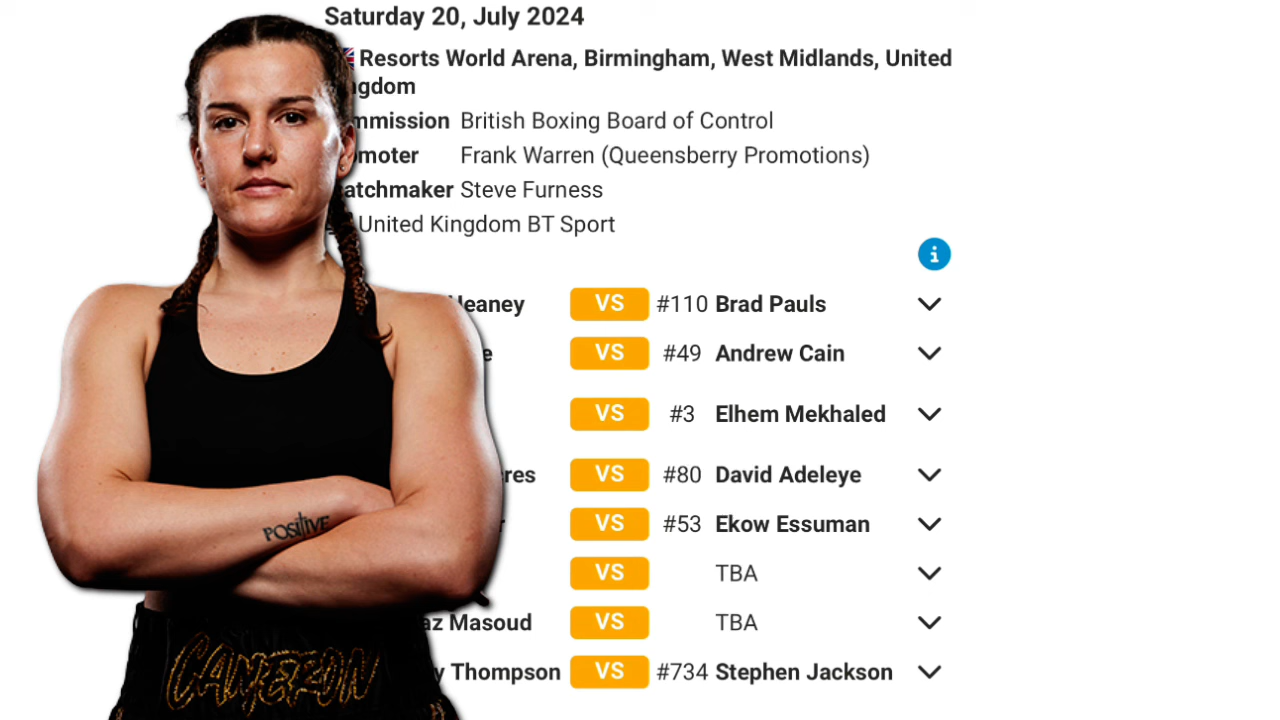 Saturday 20, July 2024
Resorts World Arena, Birmingham, West Midlands, United
ngdom
mmission British Boxing Board of Control
omoter Frank Warren (Queensberry Promotions)
atchmaker Steve Furness
United Kingdom BT Sport
Heaney VS #110 Brad Pauls
e VS #49 Andrew Cain
VS #3 Elhem Mekhaled
res VS #80 David Adeleye
r VS #53 Ekow Essuman
VS TBA
az Masoud VS TBA
y Thompson VS #734 Stephen Jackson
POSITIVE
CAMERON